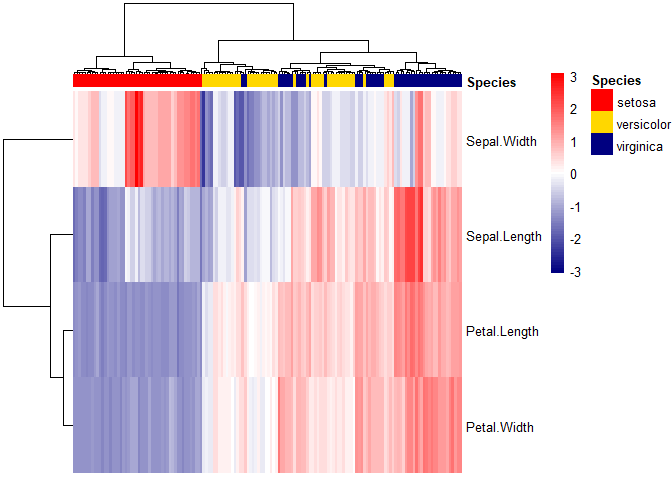 Species
Sepal.Width
Sepal.Length
Petal.Length
Petal.Width
3
2
1
0
-1
-2
-3
Species
setosa
versicolor
virginica